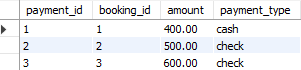 payment_id booking_id amount payment_type
1 1 400.00 cash
2 2 500.00 check
3 3 600.00 check